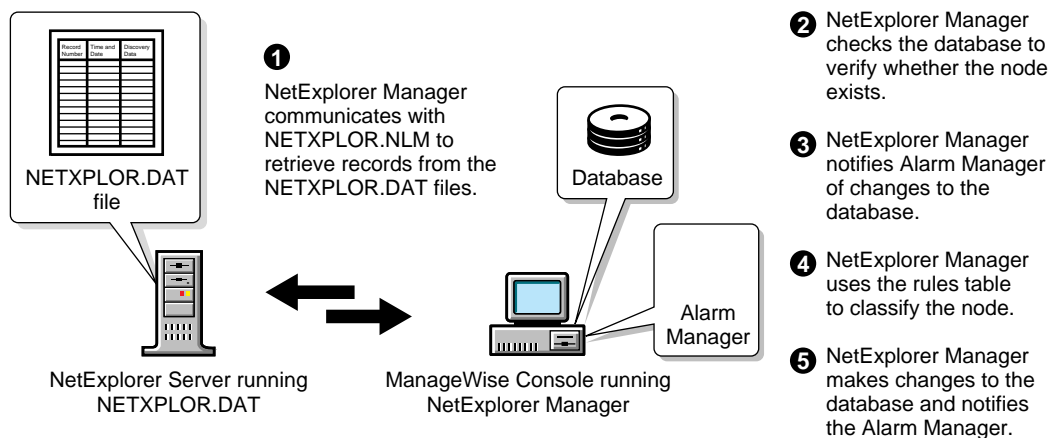 Record
Number
Time and
Date
Discovery
Data
NETXPLOR.DAT
file
1
NetExplorer Manager
communicates with
NETXPLOR.NLM to
retrieve records from the
NETXPLOR.DAT files.
Database
Alarm
Manager
NetExplorer Server running
NETXPLOR.DAT
ManageWise Console running
NetExplorer Manager
2 NetExplorer Manager
checks the database to
verify whether the node
exists.
3 NetExplorer Manager
notifies Alarm Manager
of changes to the
database.
4 NetExplorer Manager
uses the rules table
to classify the node.
5 NetExplorer Manager
makes changes to the
database and notifies
the Alarm Manager.